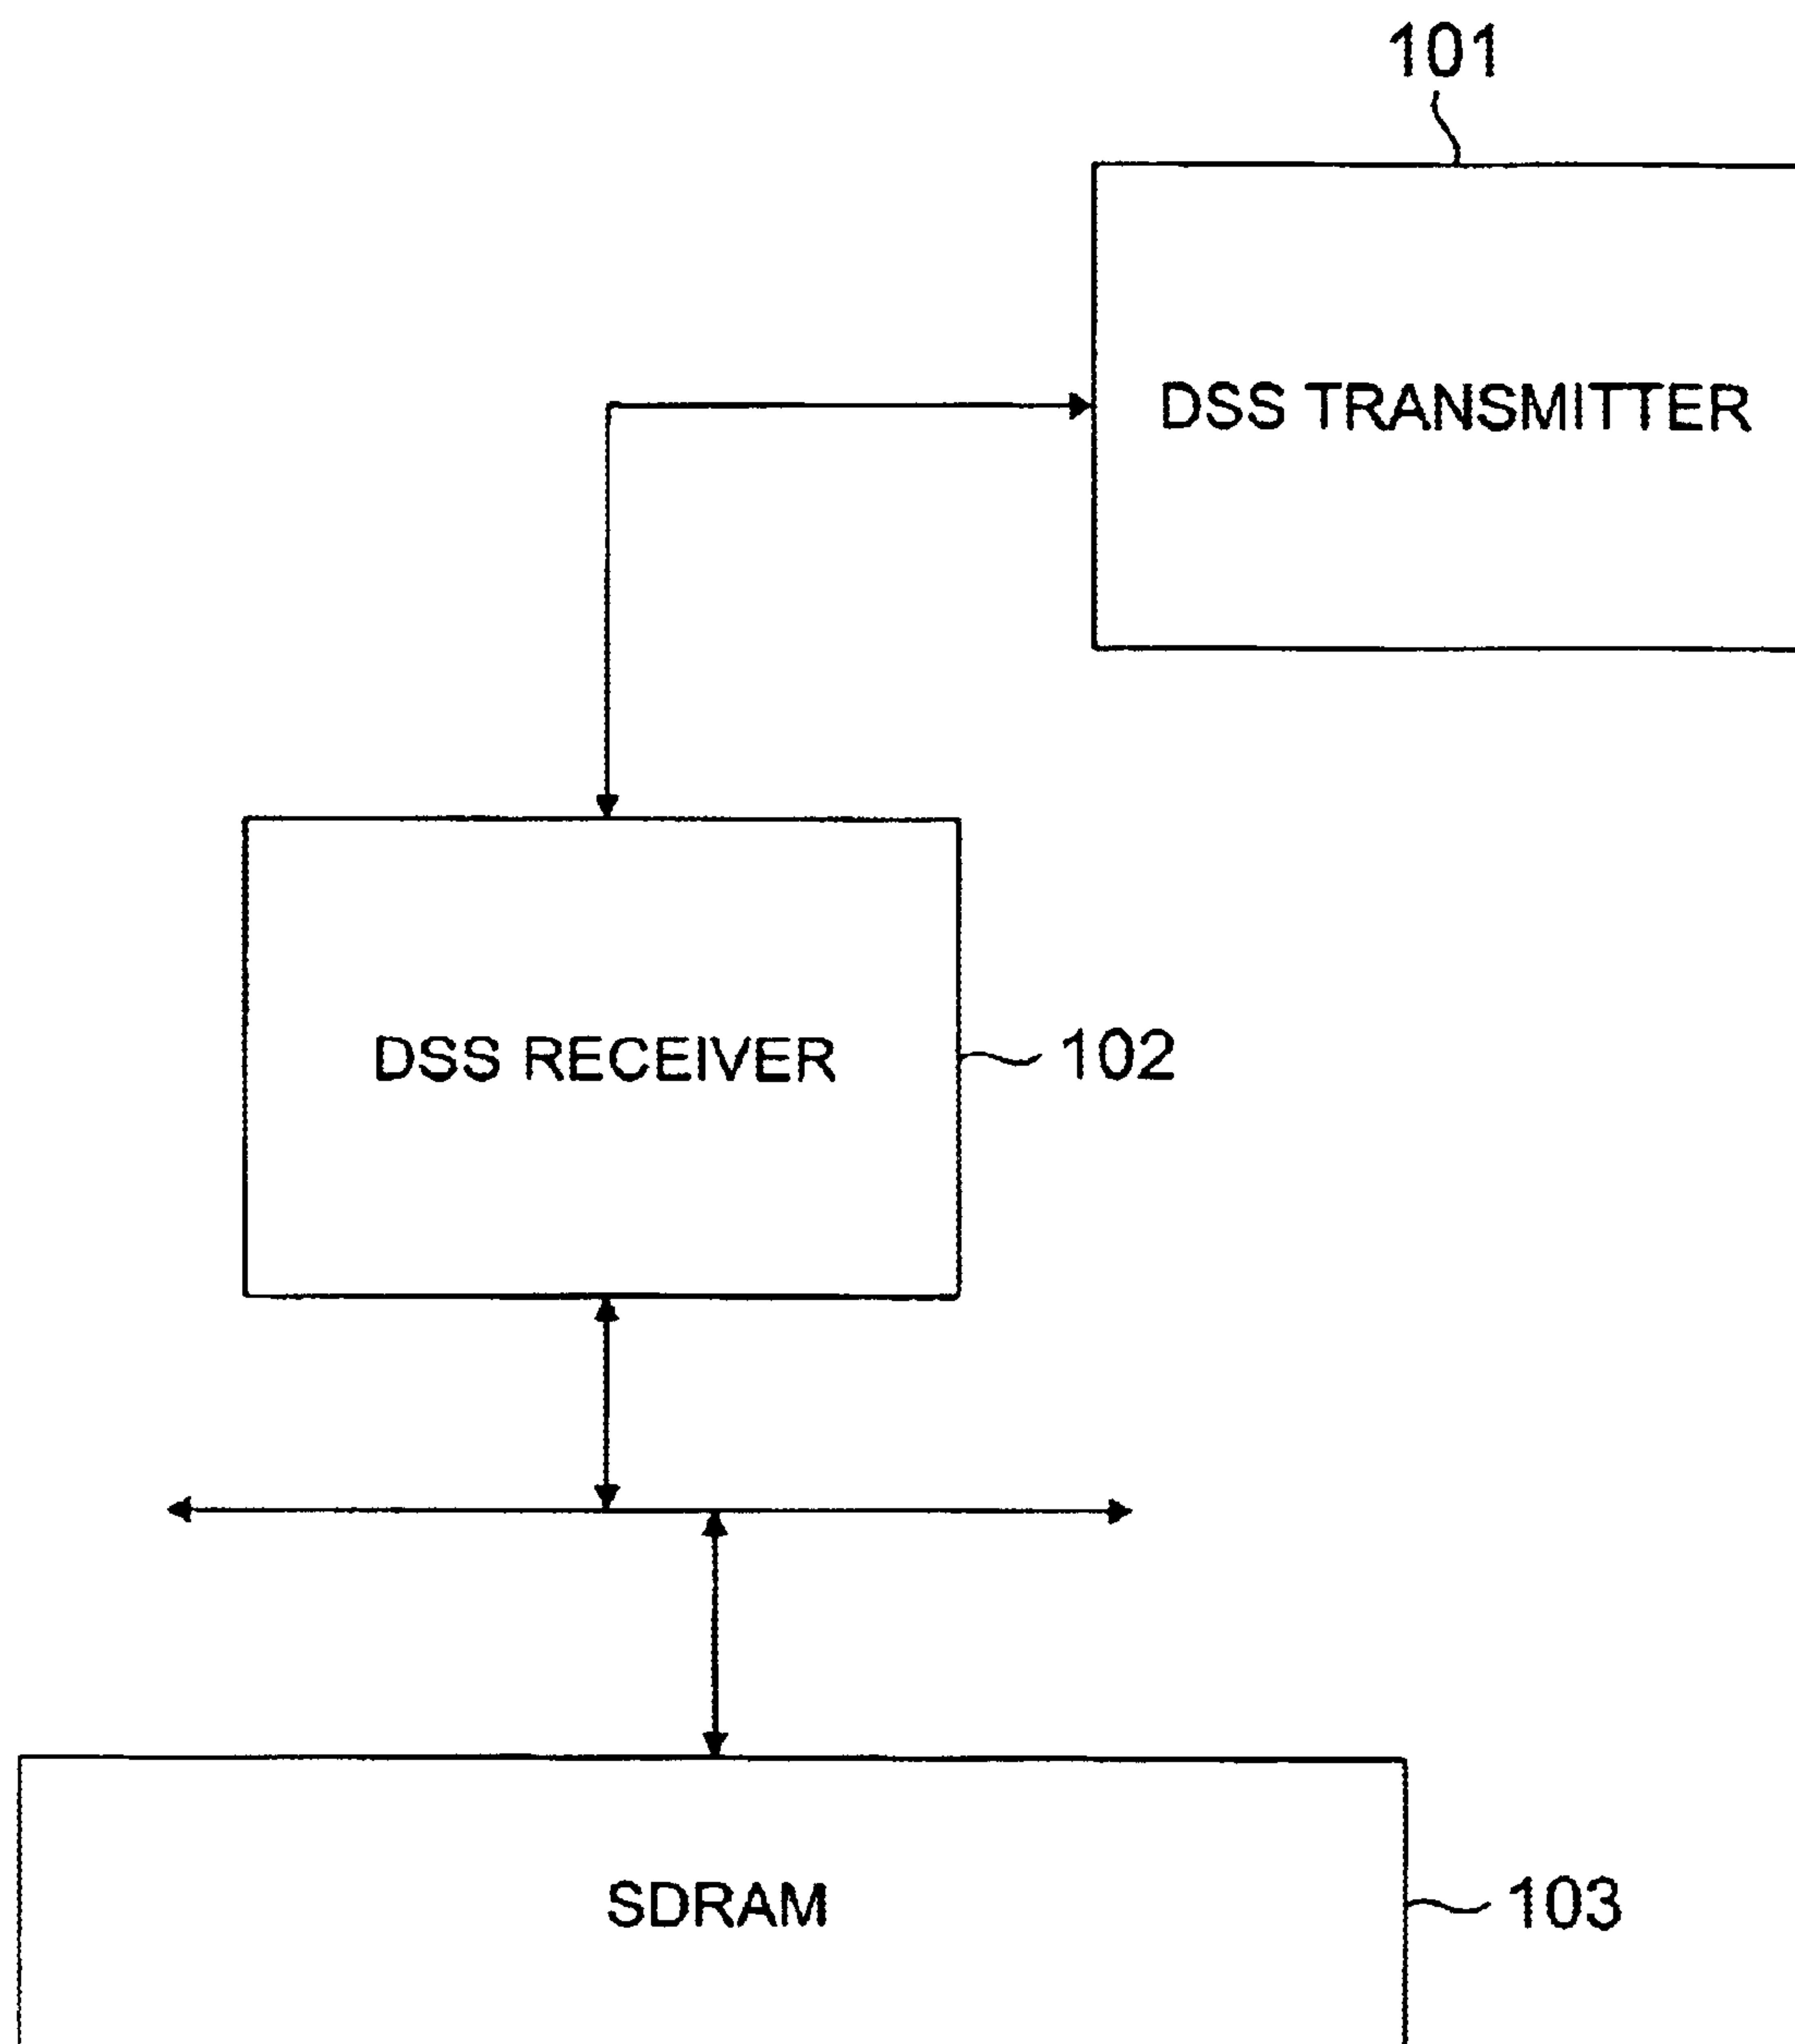 101
DSS TRANSMITTER
DSS RECEIVER
102
SDRAM
103